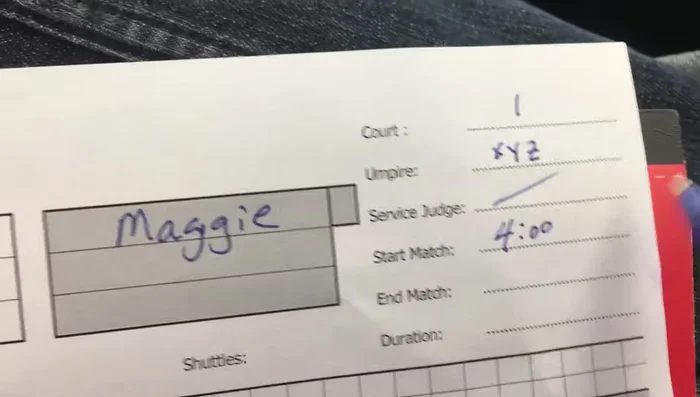 Court : 1
Umpire: XYZ
Maggie
Service Judge:
Start Match: 4:00
End Match:
Duration:
Shuttles: